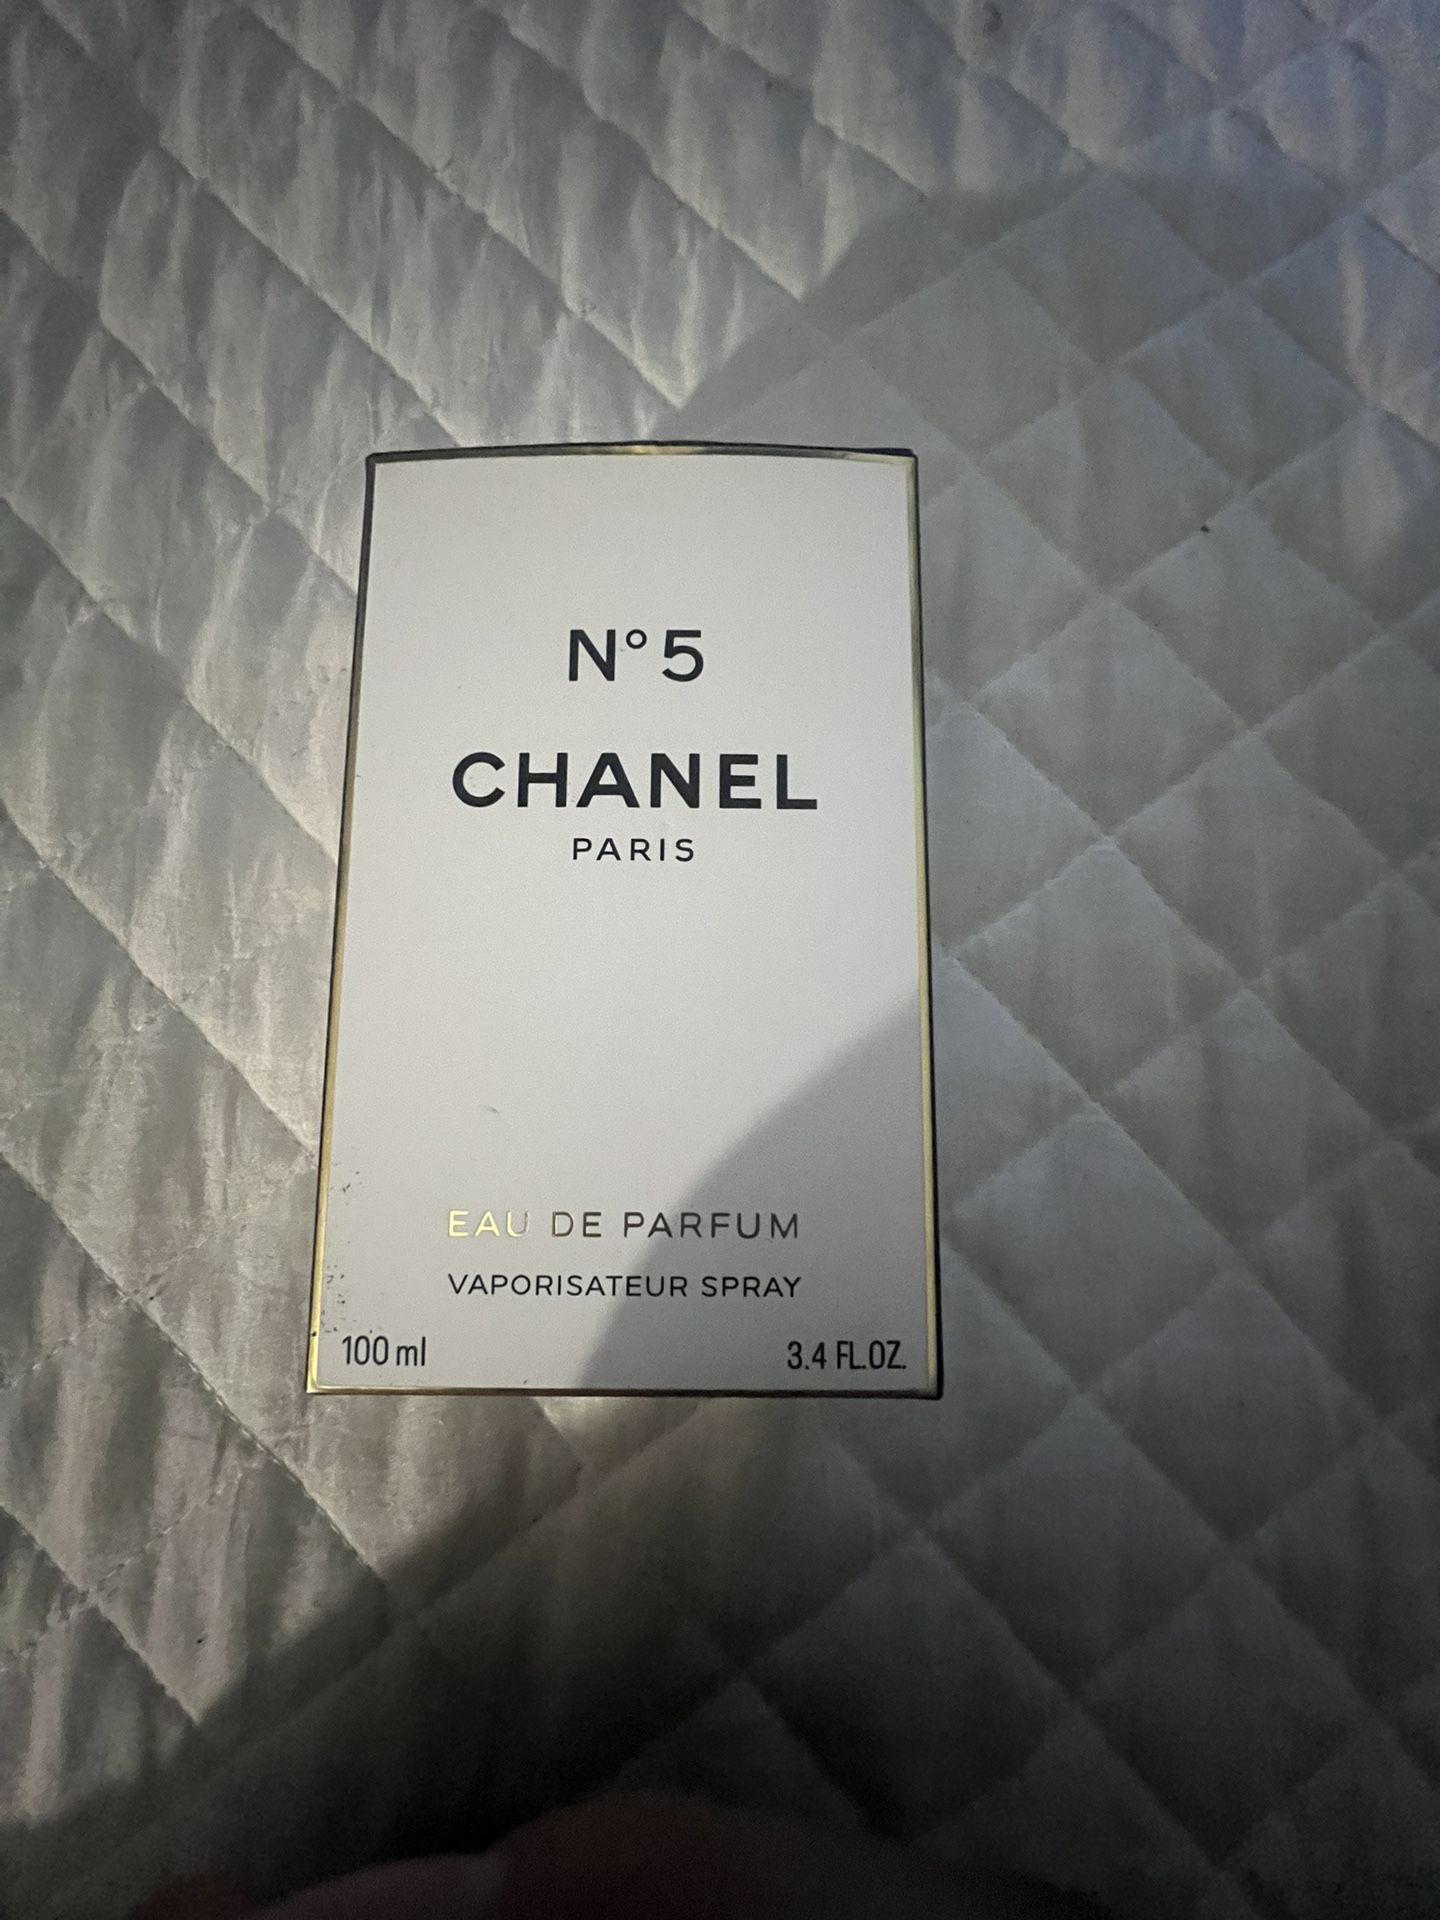 N° 5
CHANEL
PARIS
EAU DE PARFUM
VAPORISATEUR SPRAY
100 ml 3.4 FL.OZ.